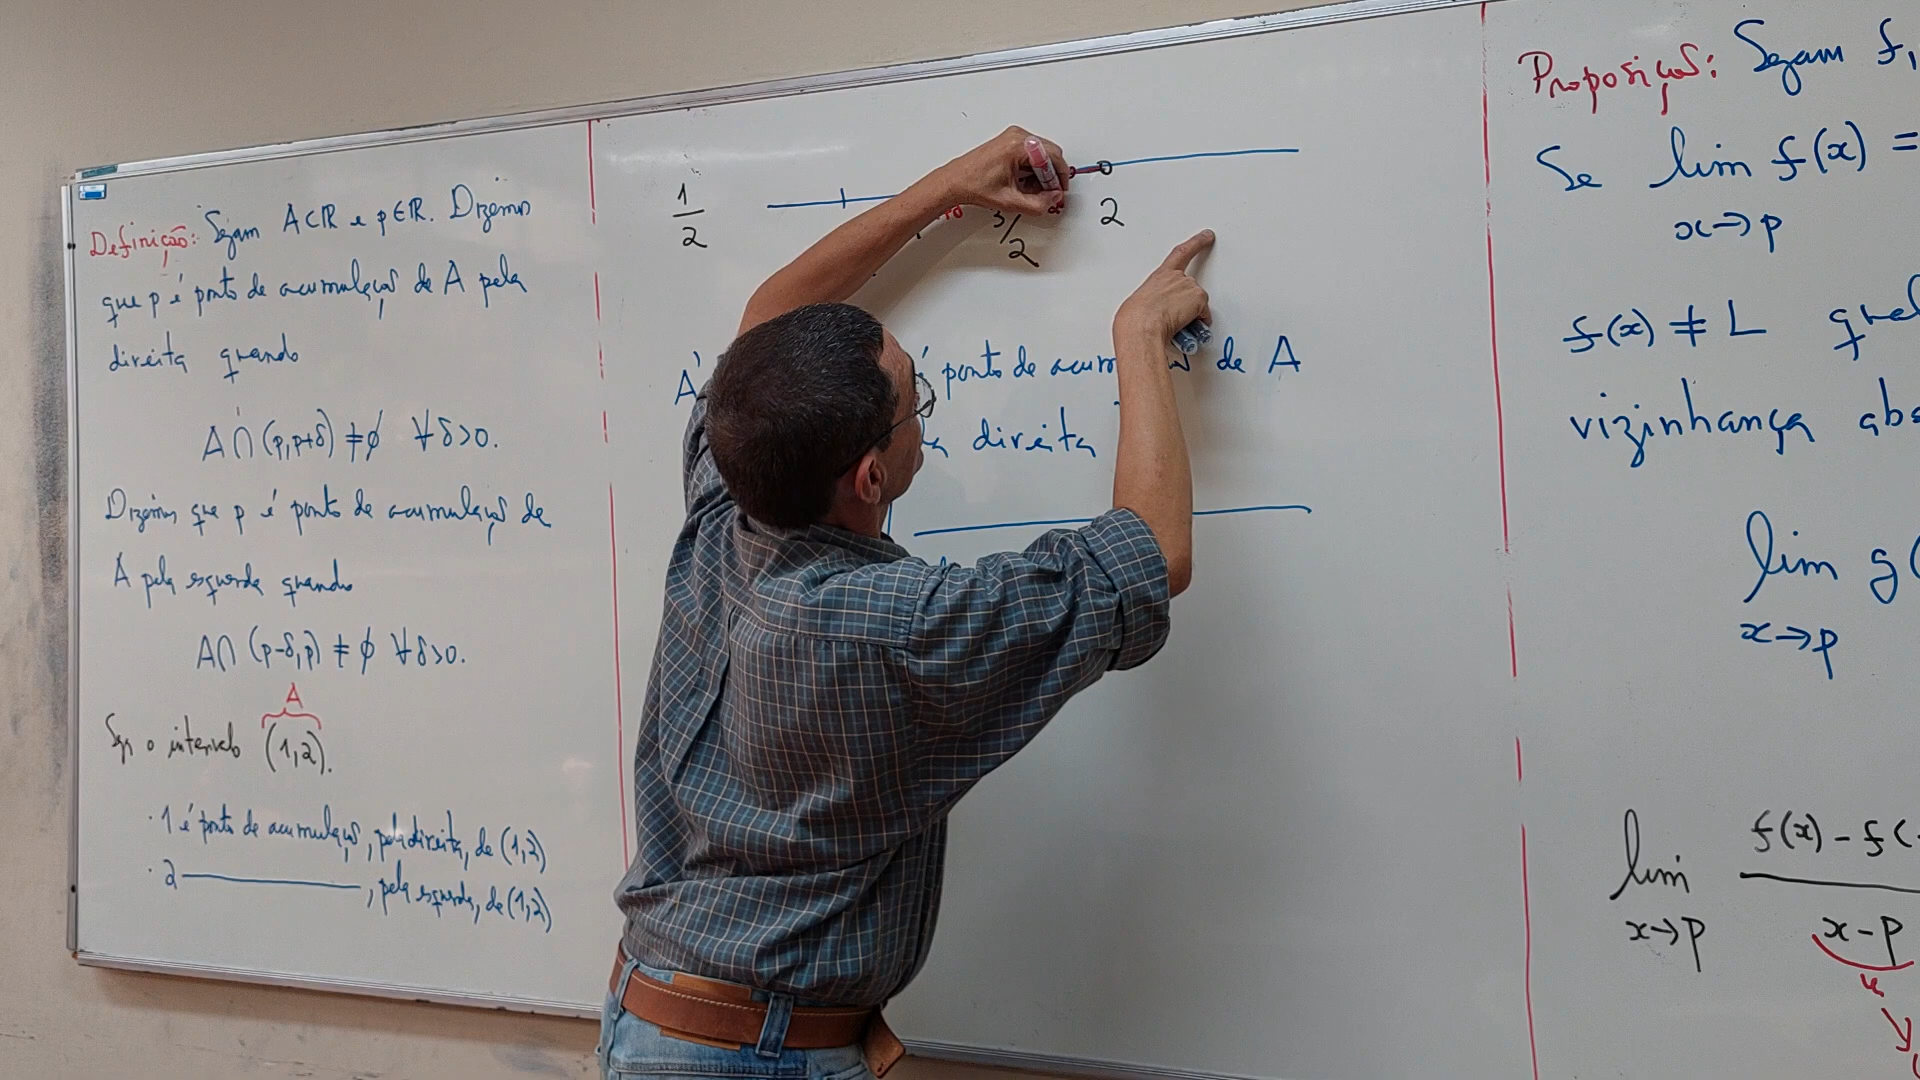 Definição: Sejam A⊂ℝ e p∈ℝ. Dizemos
que p é ponto de acumulação de A pela
direita quando
A∩(p,p+δ)≠∅ ∀δ>0.
Dizemos que p é ponto de acumulação de
A pela esquerda quando
A∩(p-δ,p)≠∅ ∀δ>0.
A
Seja o intervalo (1,2).
· 1 é ponto de acumulação, pela direita, de (1,2)
· 2 ————, pela esquerda, de (1,2)
1/2
3/2
2
A'
é ponto de de A
direita
Proposição: Sejam f,
Se lim f(x) =
x→p
f(x) ≠ L
vizinhança
lim g(
x→p
lim f(x) - f(
x→p x-p